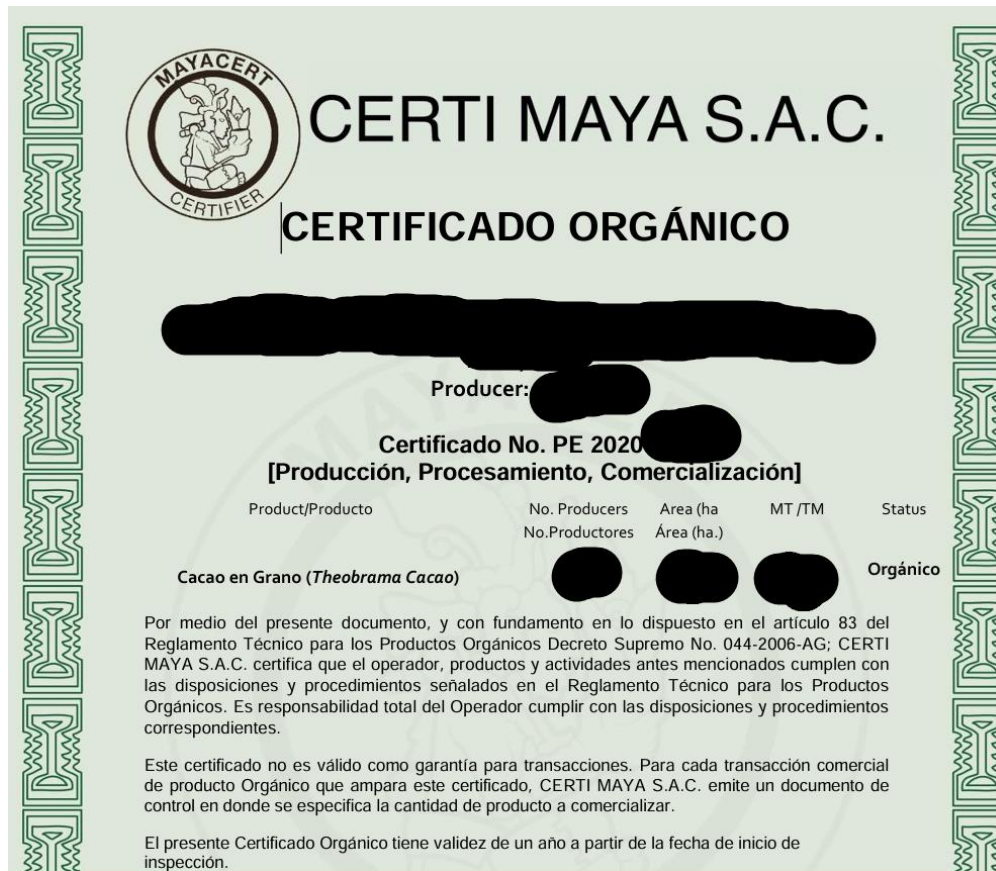 MAYACERT
CERTIFIER
CERTI MAYA S.A.C.
CERTIFICADO ORGÁNICO
Producer:
Certificado No. PE 2020
[Producción, Procesamiento, Comercialización]
Product/Producto No. Producers Area (ha MT /TM Status
No.Productores Área (ha.)
Cacao en Grano (Theobrama Cacao) Orgánico
Por medio del presente documento, y con fundamento en lo dispuesto en el artículo 83 del
Reglamento Técnico para los Productos Orgánicos Decreto Supremo No. 044-2006-AG; CERTI
MAYA S.A.C. certifica que el operador, productos y actividades antes mencionados cumplen con
las disposiciones y procedimientos señalados en el Reglamento Técnico para los Productos
Orgánicos. Es responsabilidad total del Operador cumplir con las disposiciones y procedimientos
correspondientes.
Este certificado no es válido como garantía para transacciones. Para cada transacción comercial
de producto Orgánico que ampara este certificado, CERTI MAYA S.A.C. emite un documento de
control en donde se especifica la cantidad de producto a comercializar.
El presente Certificado Orgánico tiene validez de un año a partir de la fecha de inicio de
inspección.